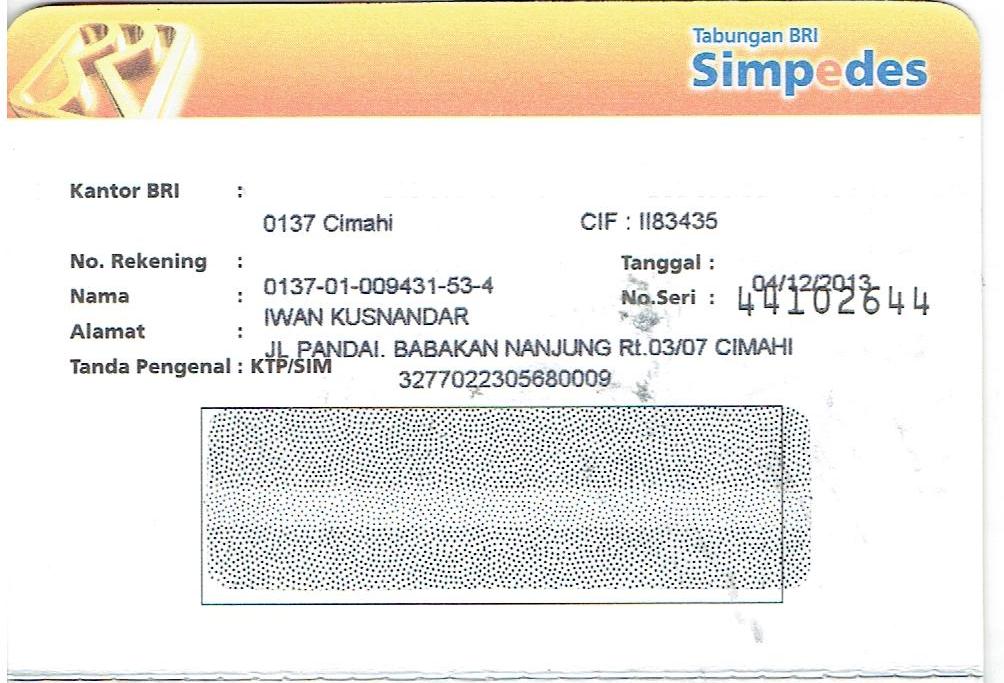 BRI
Tabungan BRI
Simpedes
Kantor BRI :
0137 Cimahi CIF : II83435
No. Rekening : 0137-01-009431-53-4 Tanggal : 04/12/2013
Nama : IWAN KUSNANDAR No.Seri : 44102644
Alamat : JL PANDAI. BABAKAN NANJUNG Rt.03/07 CIMAHI
Tanda Pengenal : KTP/SIM 3277022305680009